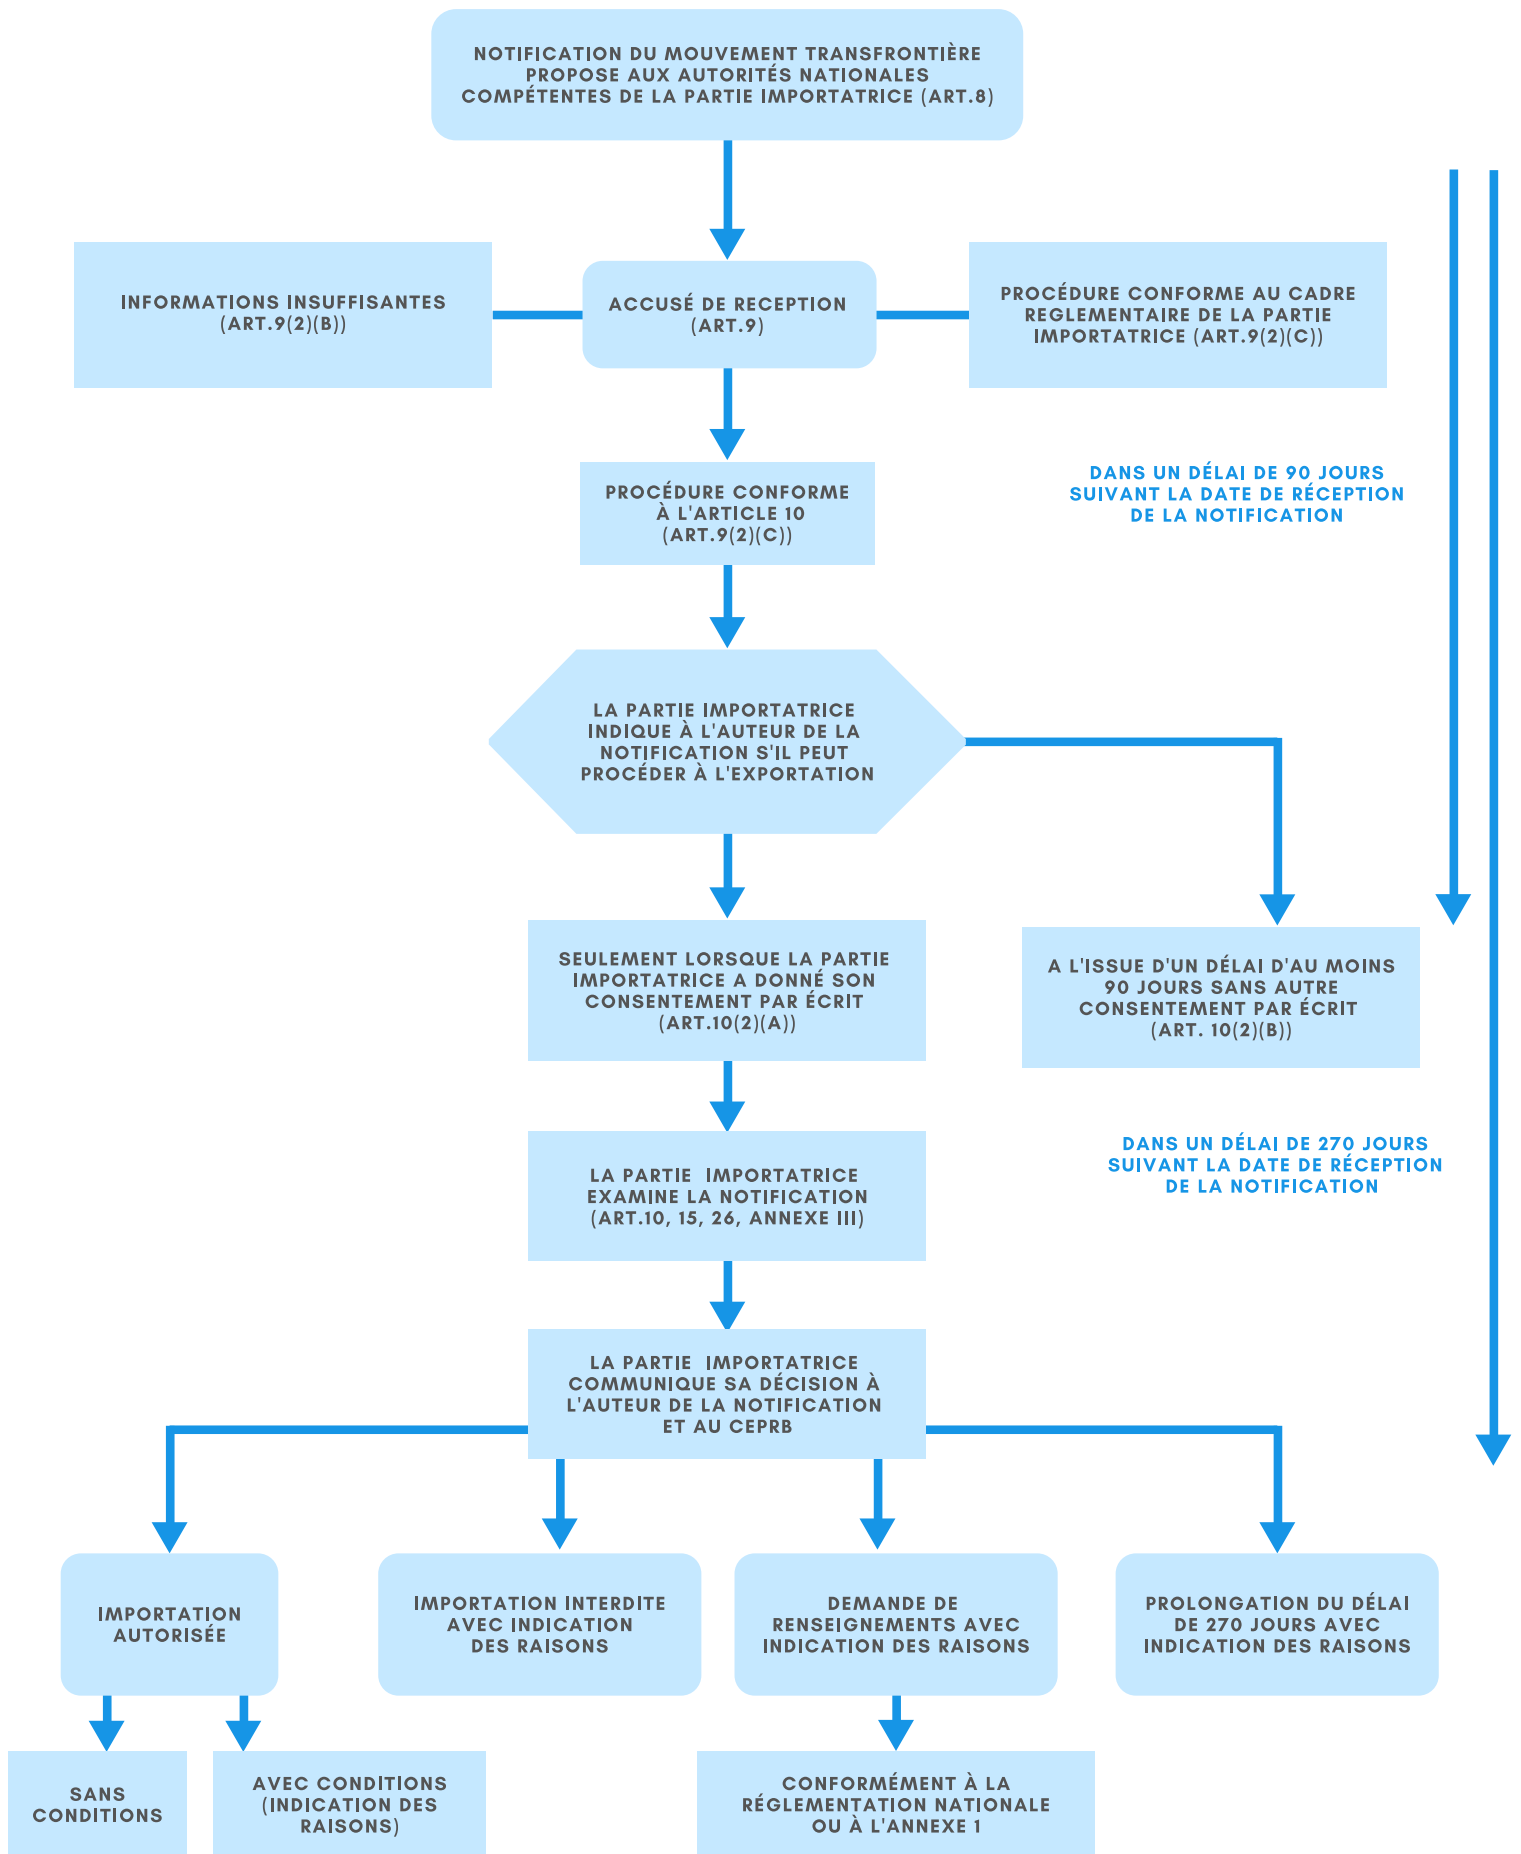 NOTIFICATION DU MOUVEMENT TRANSFRONTIÈRE
PROPOSE AUX AUTORITÉS NATIONALES
COMPÉTENTES DE LA PARTIE IMPORTATRICE (ART.8)
INFORMATIONS INSUFFISANTES
(ART.9(2)(B))
ACCUSÉ DE RECEPTION
(ART.9)
PROCÉDURE CONFORME AU CADRE
REGLEMENTAIRE DE LA PARTIE
IMPORTATRICE (ART.9(2)(C))
PROCÉDURE CONFORME
À L'ARTICLE 10
(ART.9(2)(C))
DANS UN DÉLAI DE 90 JOURS
SUIVANT LA DATE DE RÉCEPTION
DE LA NOTIFICATION
LA PARTIE IMPORTATRICE
INDIQUE À L'AUTEUR DE LA
NOTIFICATION S'IL PEUT
PROCÉDER À L'EXPORTATION
SEULEMENT LORSQUE LA PARTIE
IMPORTATRICE A DONNÉ SON
CONSENTEMENT PAR ÉCRIT
(ART.10(2)(A))
A L'ISSUE D'UN DÉLAI D'AU MOINS
90 JOURS SANS AUTRE
CONSENTEMENT PAR ÉCRIT
(ART. 10(2)(B))
LA PARTIE IMPORTATRICE
EXAMINE LA NOTIFICATION
(ART.10, 15, 26, ANNEXE III)
DANS UN DÉLAI DE 270 JOURS
SUIVANT LA DATE DE RÉCEPTION
DE LA NOTIFICATION
LA PARTIE IMPORTATRICE
COMMUNIQUE SA DÉCISION À
L'AUTEUR DE LA NOTIFICATION
ET AU CEPRB
IMPORTATION
AUTORISÉE
IMPORTATION INTERDITE
AVEC INDICATION
DES RAISONS
DEMANDE DE
RENSEIGNEMENTS AVEC
INDICATION DES RAISONS
PROLONGATION DU DÉLAI
DE 270 JOURS AVEC
INDICATION DES RAISONS
SANS
CONDITIONS
AVEC CONDITIONS
(INDICATION DES
RAISONS)
CONFORMÉMENT À LA
RÉGLEMENTATION NATIONALE
OU À L'ANNEXE 1